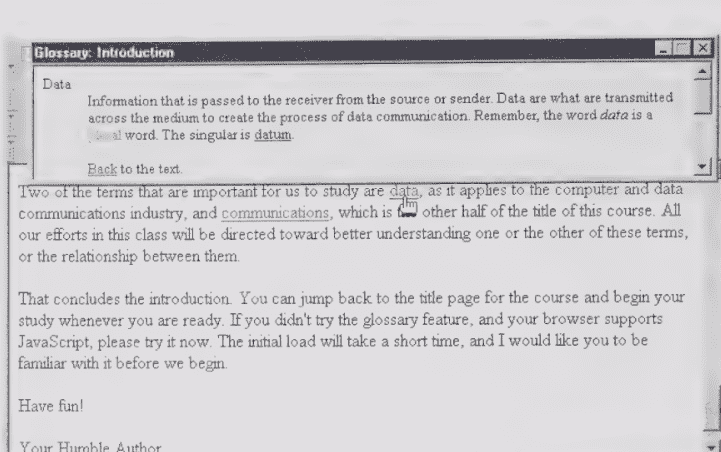 Glossary: Introduction
Data
Information that is passed to the receiver from the source or sender. Data are what are transmitted
across the medium to create the process of data communication. Remember, the word data is a
word. The singular is datum.
Back to the text.
Two of the terms that are important for us to study are data, as it applies to the computer and data
communications industry, and communications, which is other half of the title of this course. All
our efforts in this class will be directed toward better understanding one or the other of these terms,
or the relationship between them.
That concludes the introduction. You can jump back to the title page for the course and begin your
study whenever you are ready. If you didn't try the glossary feature, and your browser supports
JavaScript, please try it now. The initial load will take a short time, and I would like you to be
familiar with it before we begin.
Have fun!
Your Humble Author